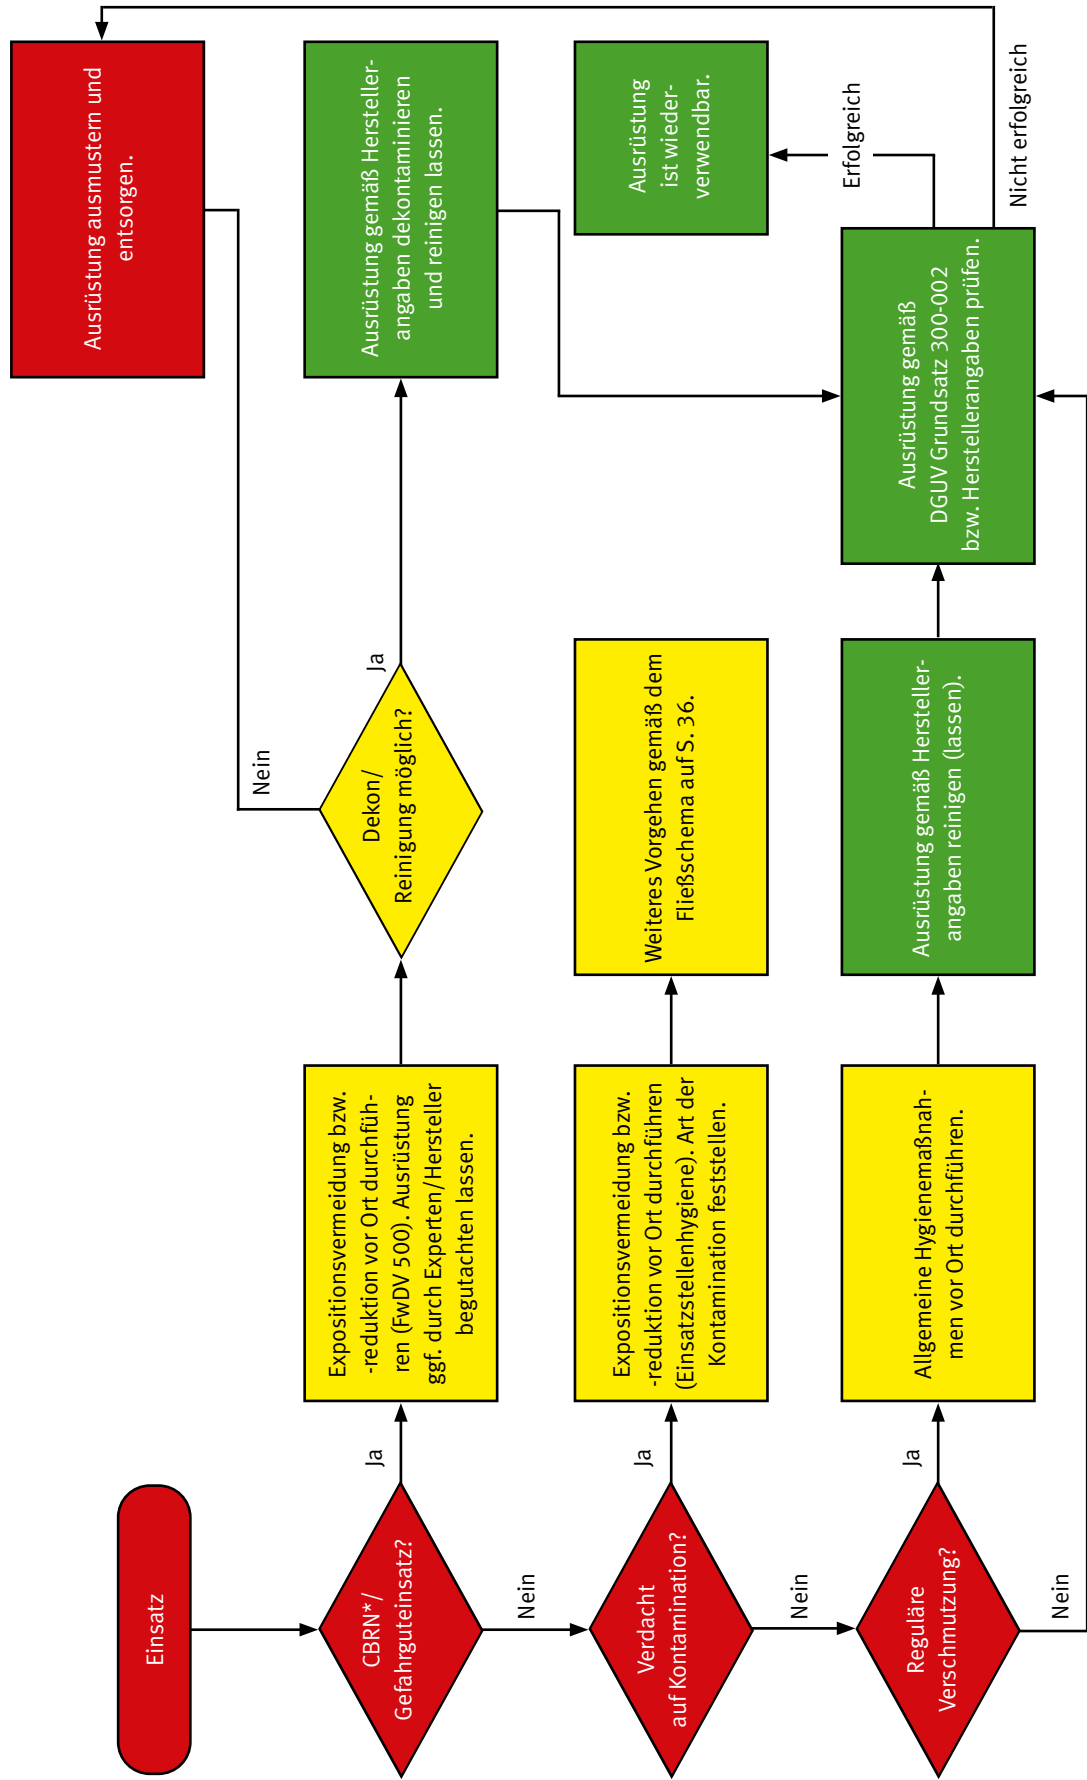 Einsatz
CBRN*/
Gefahrguteinsatz?
Ja
Expositionsvermeidung bzw.
-reduktion vor Ort durchfüh-
ren (FwDV 500). Ausrüstung
ggf. durch Experten/Hersteller
begutachten lassen.
Dekon/
Reinigung möglich?
Nein
Ausrüstung ausmustern und
entsorgen.
Ja
Ausrüstung gemäß Hersteller-
angaben dekontaminieren
und reinigen lassen.
Nein
Verdacht
auf Kontamination?
Ja
Expositionsvermeidung bzw.
-reduktion vor Ort durchführen
(Einsatzstellenhygiene). Art der
Kontamination feststellen.
Weiteres Vorgehen gemäß dem
Fließschema auf S. 36.
Ausrüstung
ist wieder-
verwendbar.
Nein
Reguläre
Verschmutzung?
Ja
Allgemeine Hygienemaßnah-
men vor Ort durchführen.
Ausrüstung gemäß Hersteller-
angaben reinigen (lassen).
Ausrüstung gemäß
DGUV Grundsatz 300-002
bzw. Herstellerangaben prüfen.
Erfolgreich
Nicht erfolgreich
Nein